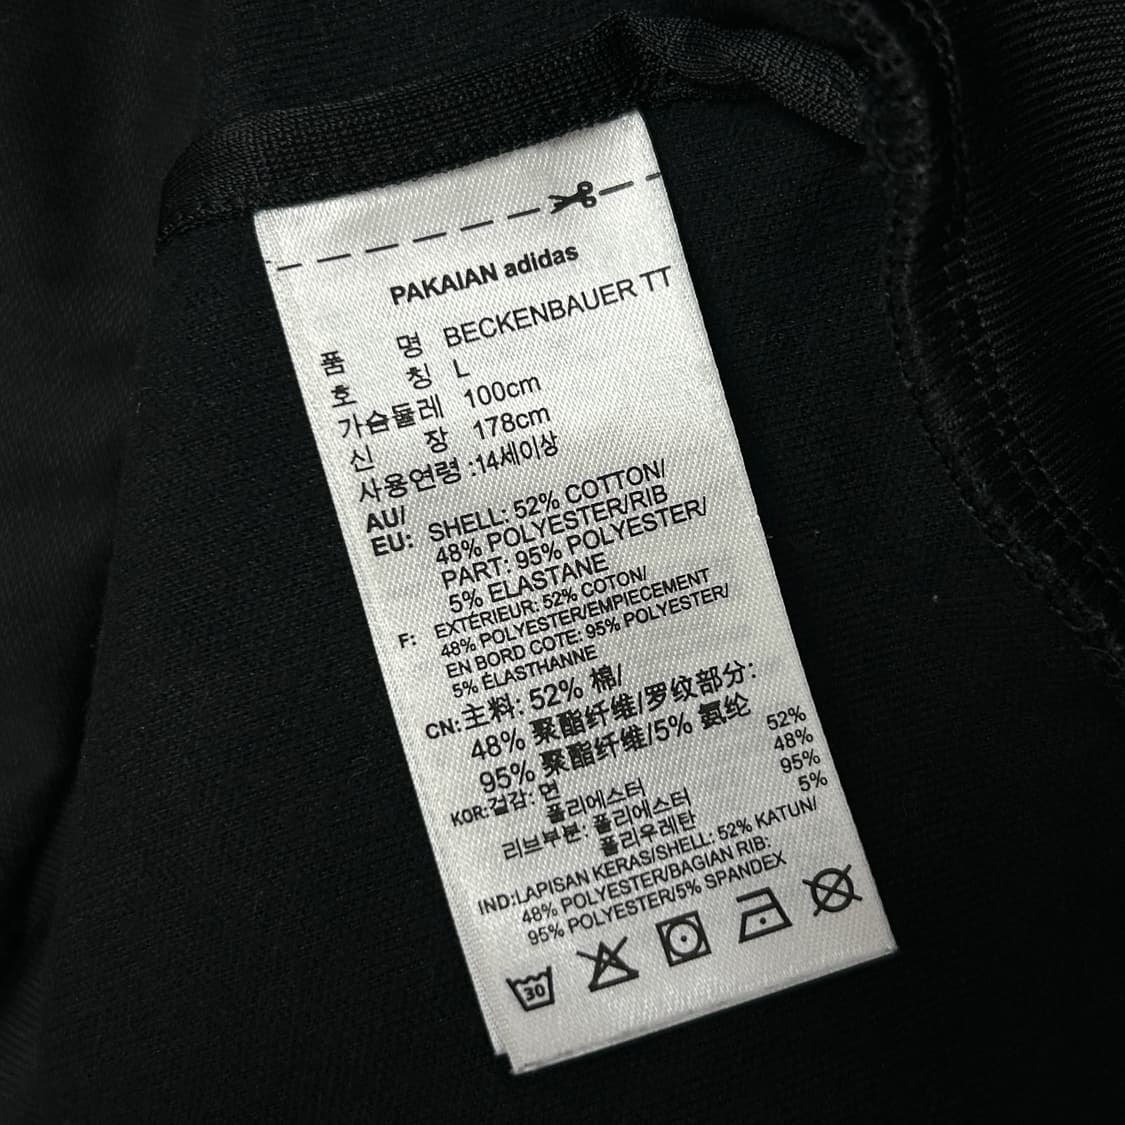 PAKAIAN adidas
품 명 BECKENBAUER TT
호 칭 L
가슴둘레 100cm
신 장 178cm
사용연령 :14세이상
AU/
EU: SHELL: 52% COTTON/
48% POLYESTER/RIB
PART: 95% POLYESTER/
5% ELASTANE
F: EXTÉRIEUR: 52% COTON/
48% POLYESTER/EMPIECEMENT
EN BORD COTE: 95% POLYESTER/
5% ÉLASTHANNE
CN:主料: 52% 棉/
48% 聚酯纤维/罗纹部分:
95% 聚酯纤维/5% 氨纶
KOR:겉감: 면 52%
폴리에스터 48%
리브부분: 폴리에스터 95%
폴리우레탄 5%
IND:LAPISAN KERAS/SHELL: 52% KATUN/
48% POLYESTER/BAGIAN RIB:
95% POLYESTER/5% SPANDEX
30